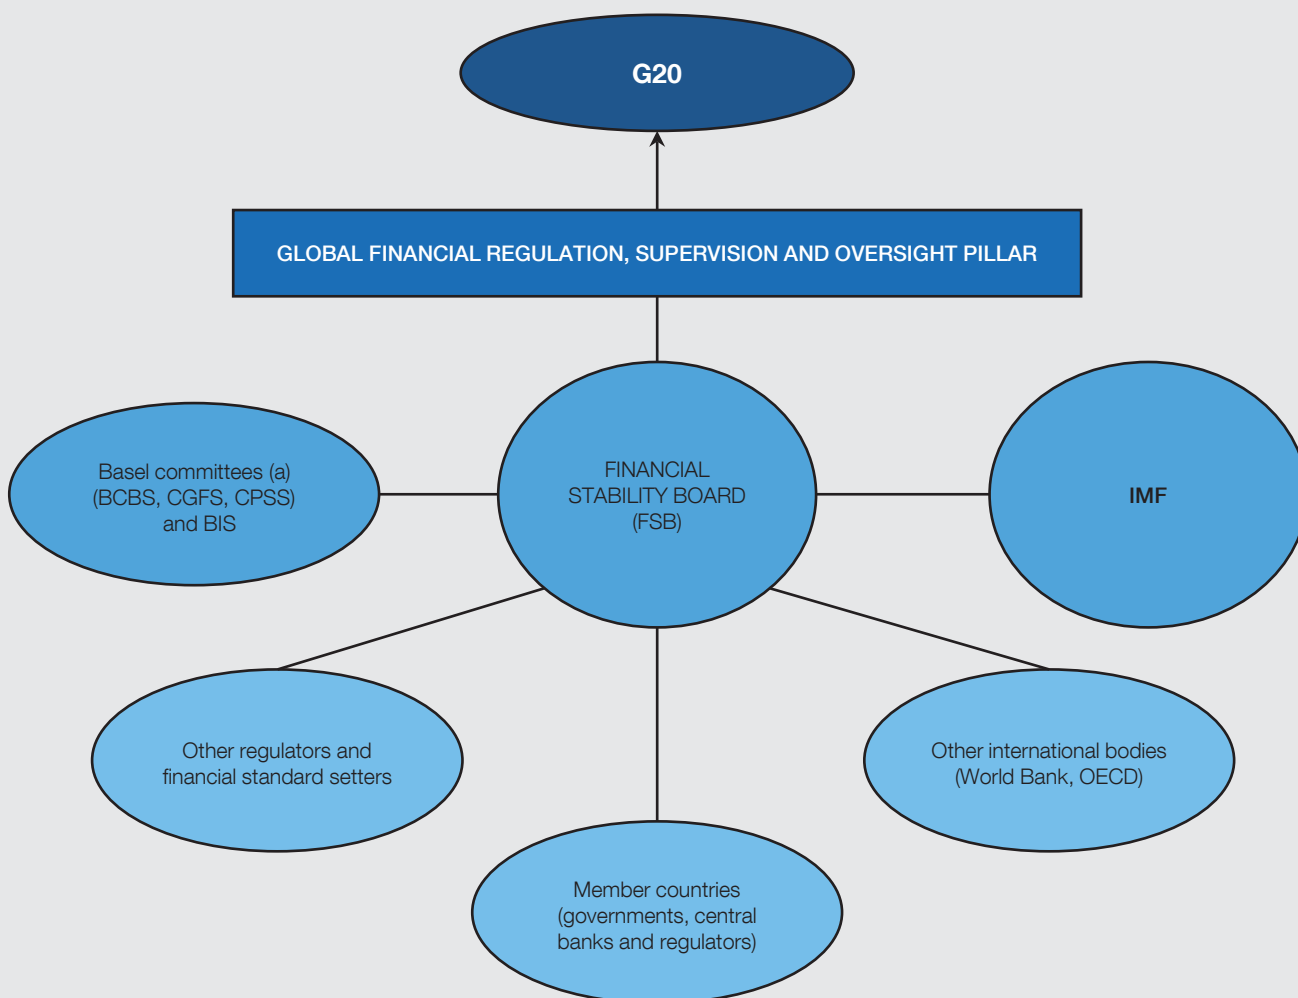 G20
GLOBAL FINANCIAL REGULATION, SUPERVISION AND OVERSIGHT PILLAR
Basel committees (a)
(BCBS, CGFS, CPSS)
and BIS
FINANCIAL
STABILITY BOARD
(FSB)
IMF
Other regulators and
financial standard setters
Other international bodies
(World Bank, OECD)
Member countries
(governments, central
banks and regulators)